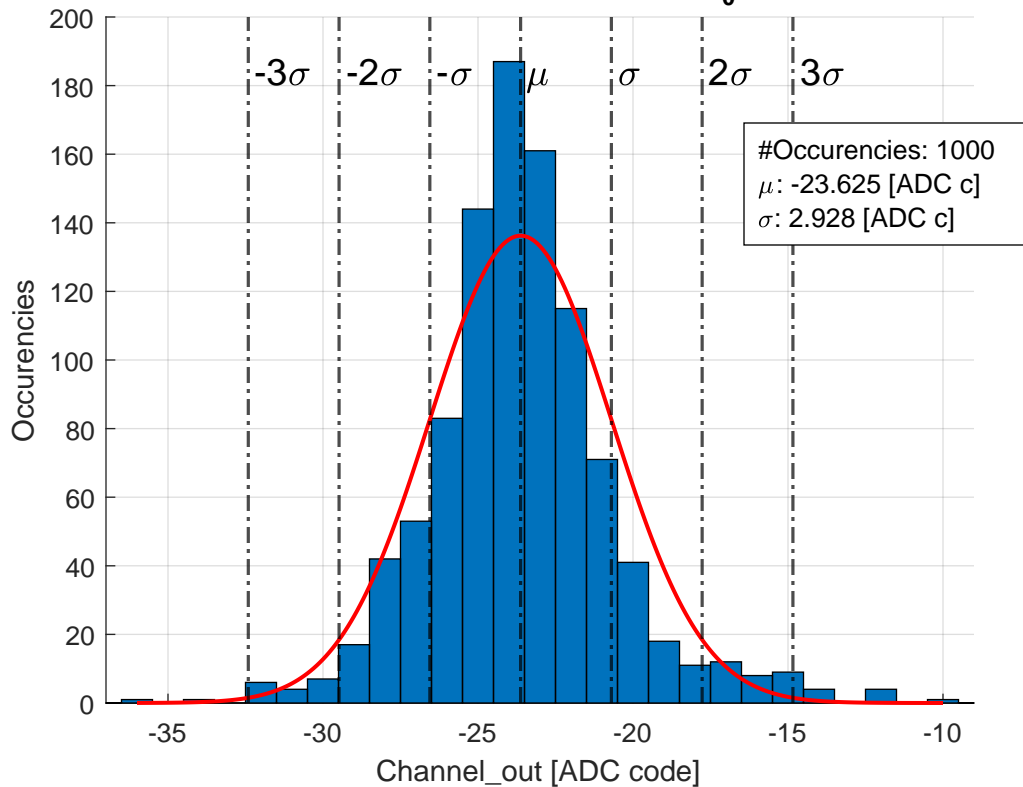 200
180
160
140
120
100
80
60
40
20
0
Occurencies
-3σ
-2σ
-σ
μ
σ
2σ
3σ
#Occurencies: 1000
μ: -23.625 [ADC c]
σ: 2.928 [ADC c]
-35
-30
-25
-20
-15
-10
Channel_out [ADC code]